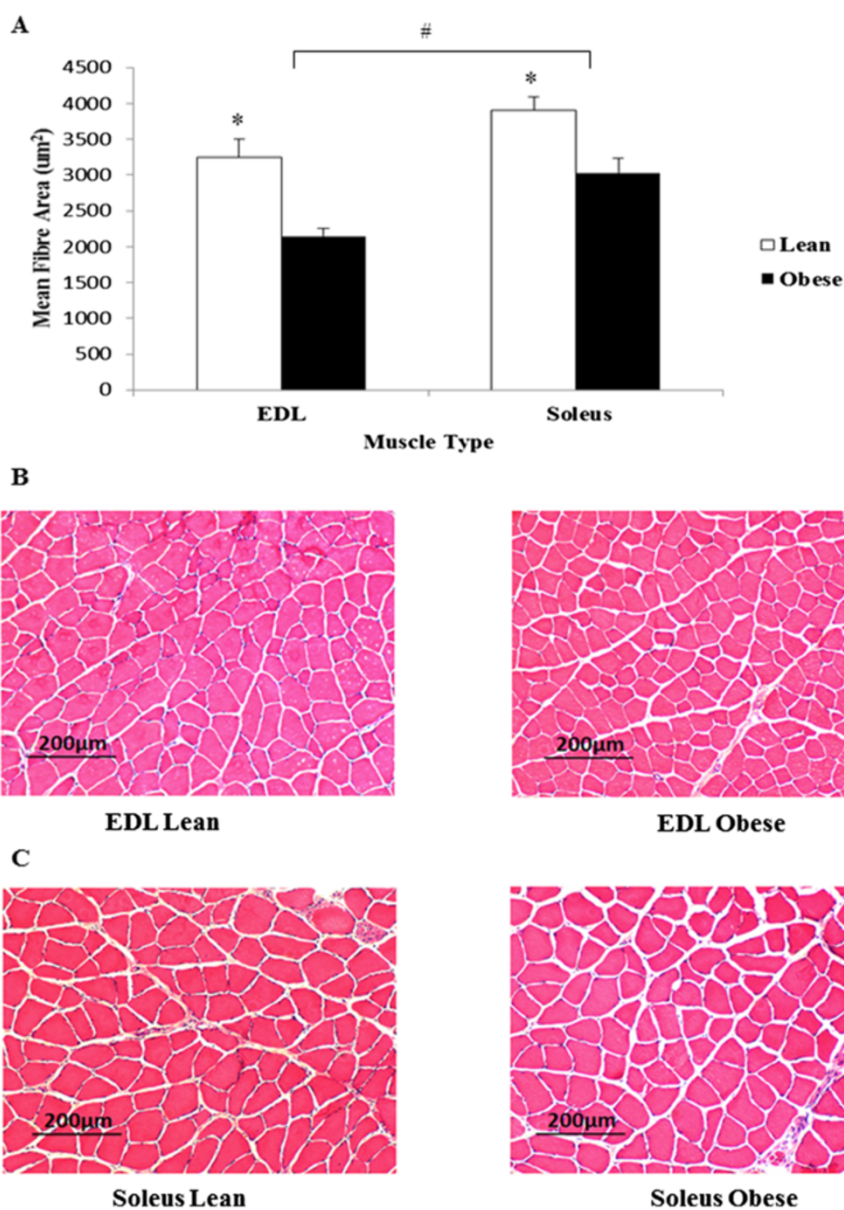 A
#
4500
4000
3500
3000
2500
2000
1500
1000
500
0
Mean Fibre Area (um²)
*
*
Lean
Obese
EDL Soleus
Muscle Type
B
200µm 200µm
EDL Lean EDL Obese
C
200µm 200µm
Soleus Lean Soleus Obese